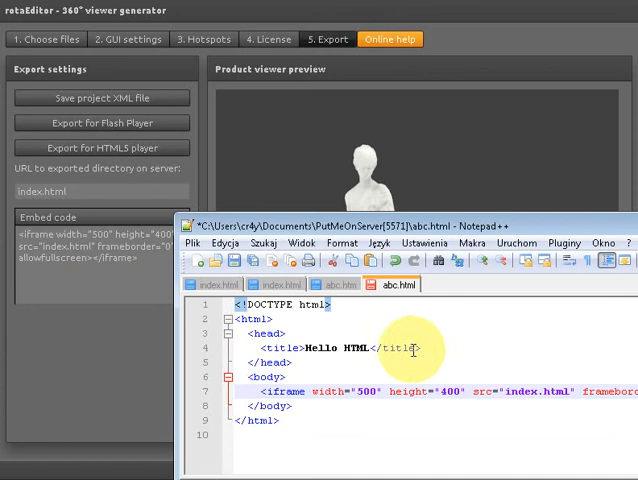 rotaEditor - 360° viewer generator
1. Choose files
2. GUI settings
3. Hotspots
4. License
5. Export
Online help
Export settings
Product viewer preview
Save project XML file
Export for Flash Player
Export for HTML5 player
URL to exported directory on server:
index.html
Embed code
<iframe width="500" height="400"
src="index.html" frameborder="0"
allowfullscreen></iframe>
*C:\Users\cr4y\Documents\PutMeOnServer[5571]\abc.html - Notepad++
Plik Edycja Szukaj Widok Format Język Ustawienia Makra Uruchom Pluginy Okno ?
index.html
index.html
abc.htm
abc.html
1 <!DOCTYPE html>
2 <html>
3 <head>
4 <title>Hello HTML</title>
5 </head>
6 <body>
7 <iframe width="500" height="400" src="index.html" framebord
8 </body>
9 </html>
10